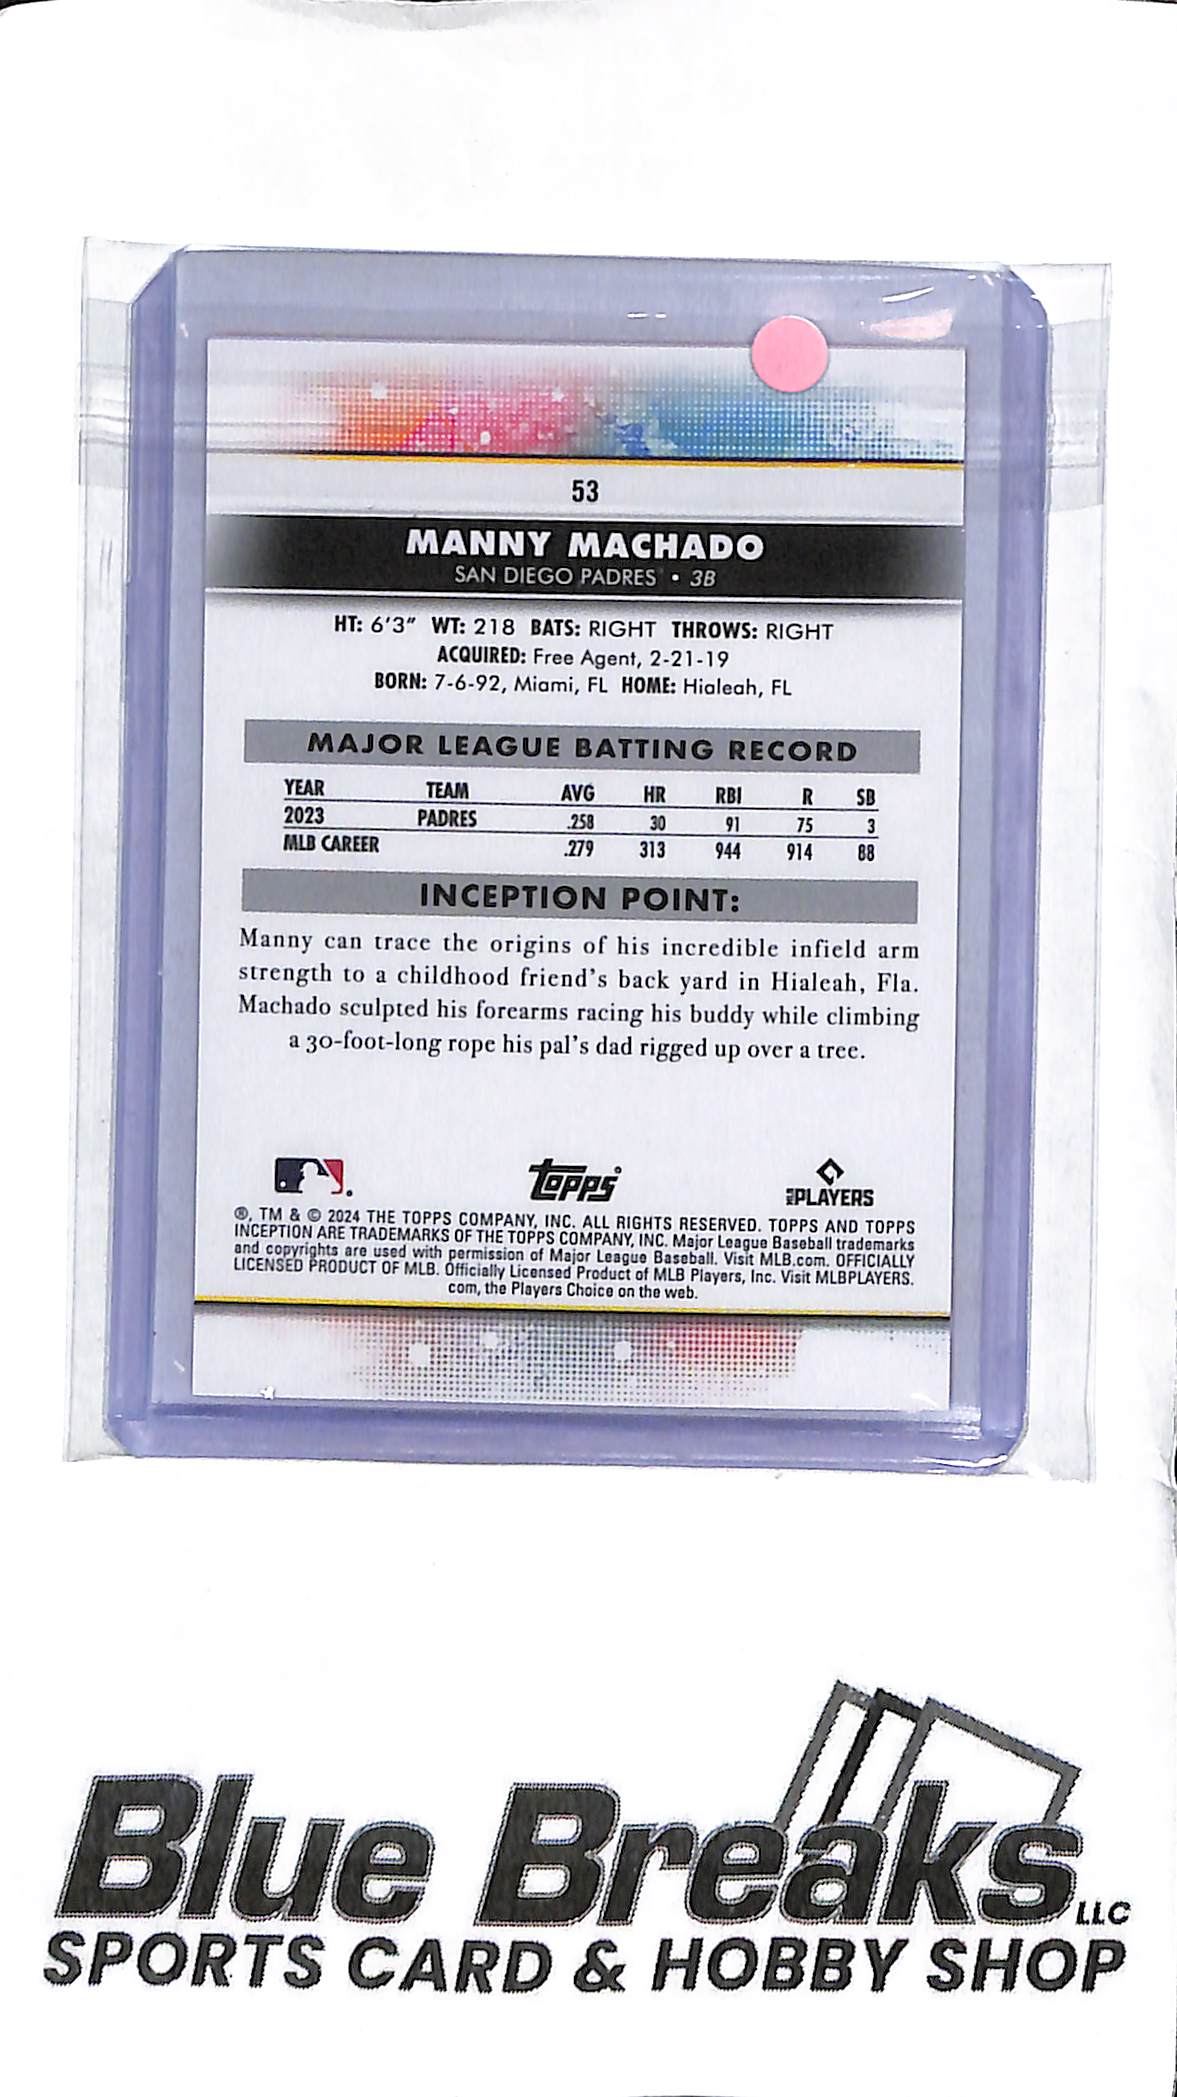 53
MANNY MACHADO
SAN DIEGO PADRES • 3B
HT: 6'3" WT: 218 BATS: RIGHT THROWS: RIGHT
ACQUIRED: Free Agent, 2-21-19
BORN: 7-6-92, Miami, FL HOME: Hialeah, FL
MAJOR LEAGUE BATTING RECORD
YEAR TEAM AVG HR RBI R SB
2023 PADRES .258 30 91 75 3
MLB CAREER .279 313 944 914 88
INCEPTION POINT:
Manny can trace the origins of his incredible infield arm
strength to a childhood friend's back yard in Hialeah, Fla.
Machado sculpted his forearms racing his buddy while climbing
a 30-foot-long rope his pal's dad rigged up over a tree.
topps
PLAYERS
®, TM & © 2024 THE TOPPS COMPANY, INC. ALL RIGHTS RESERVED. TOPPS AND TOPPS
INCEPTION ARE TRADEMARKS OF THE TOPPS COMPANY, INC. Major League Baseball trademarks
and copyrights are used with permission of Major League Baseball. Visit MLB.com. OFFICIALLY
LICENSED PRODUCT OF MLB. Officially Licensed Product of MLB Players, Inc. Visit MLBPLAYERS.
com, the Players Choice on the web.
Blue Breaks LLC
SPORTS CARD & HOBBY SHOP